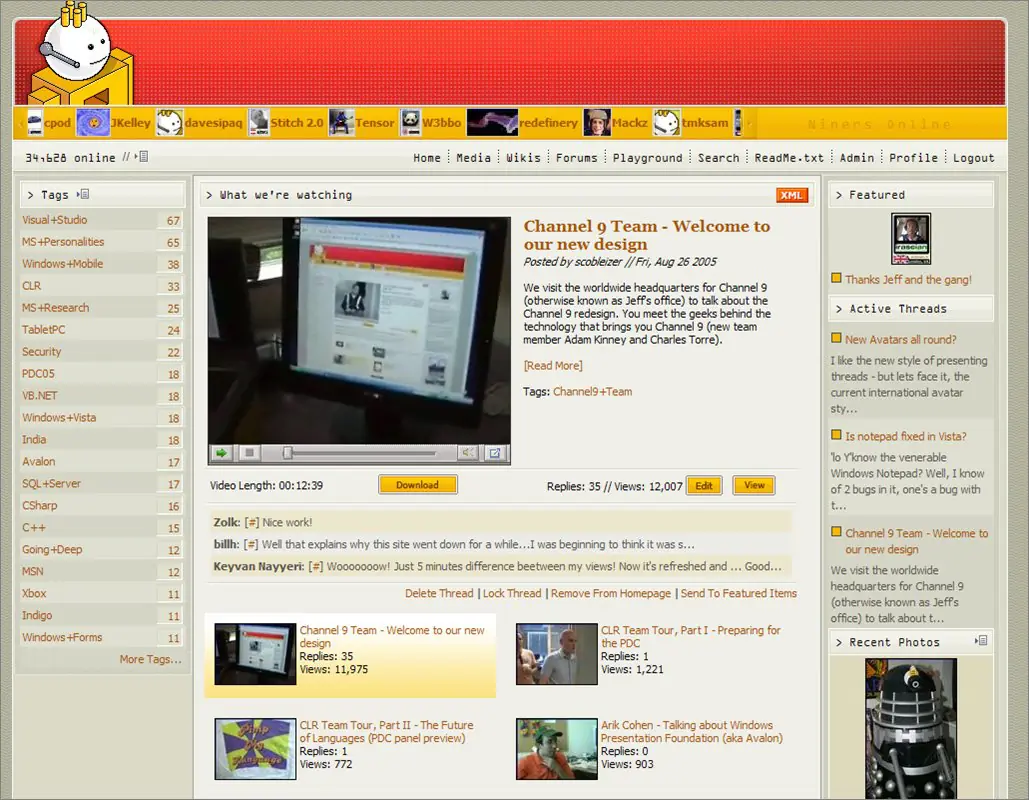 cpod JKelley davesipaq Stitch 2.0 Tensor W3bbo redefinery Mackz tmksam Niners Online
34,628 online //
Home Media Wikis Forums Playground Search ReadMe.txt Admin Profile Logout
> Tags
Visual+Studio 67
MS+Personalities 65
Windows+Mobile 38
CLR 33
MS+Research 25
TabletPC 24
Security 22
PDC05 18
VB.NET 18
Windows+Vista 18
India 18
Avalon 17
SQL+Server 17
CSharp 16
C++ 15
Going+Deep 12
MSN 12
Xbox 11
Indigo 11
Windows+Forms 11
More Tags...
> What we're watching XML
Channel 9 Team - Welcome to
our new design
Posted by scobleizer // Fri, Aug 26 2005
We visit the worldwide headquarters for Channel 9
(otherwise known as Jeff's office) to talk about the
Channel 9 redesign. You meet the geeks behind the
technology that brings you Channel 9 (new team
member Adam Kinney and Charles Torre).
[Read More]
Tags: Channel9+Team
Video Length: 00:12:39 Download Replies: 35 // Views: 12,007 Edit View
Zolk: [#] Nice work!
billh: [#] Well that explains why this site went down for a while...I was beginning to think it was s...
Keyvan Nayyeri: [#] Wooooooow! Just 5 minutes difference beetween my views! Now it's refreshed and ... Good...
Delete Thread | Lock Thread | Remove From Homepage | Send To Featured Items
Channel 9 Team - Welcome to our new
design
Replies: 35
Views: 11,975
CLR Team Tour, Part I - Preparing for
the PDC
Replies: 1
Views: 1,221
CLR Team Tour, Part II - The Future
of Languages (PDC panel preview)
Replies: 1
Views: 772
Arik Cohen - Talking about Windows
Presentation Foundation (aka Avalon)
Replies: 0
Views: 903
> Featured
irascian
Thanks Jeff and the gang!
> Active Threads
New Avatars all round?
I like the new style of presenting
threads - but lets face it, the
current international avatar
sty...
Is notepad fixed in Vista?
'lo Y'know the venerable
Windows Notepad? Well, I know
of 2 bugs in it, one's a bug with
t...
Channel 9 Team - Welcome to
our new design
We visit the worldwide
headquarters for Channel 9
(otherwise known as Jeff's
office) to talk about t...
> Recent Photos